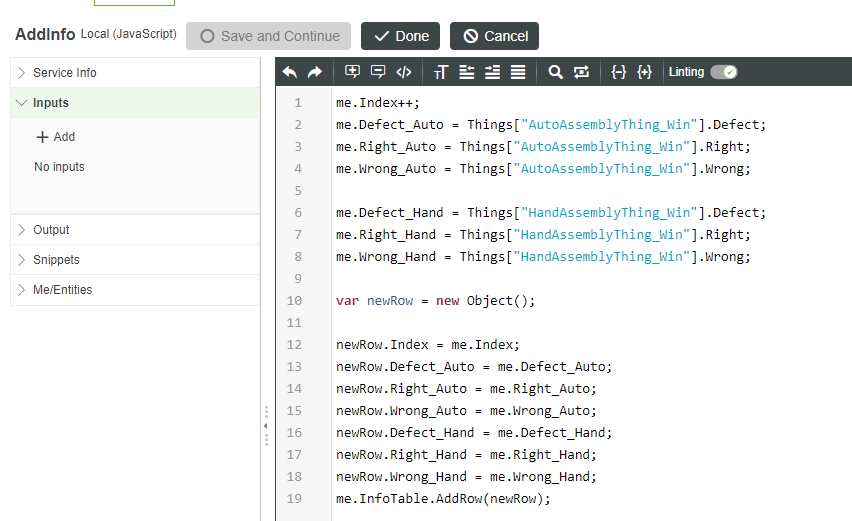 AddInfo Local (JavaScript) Save and Continue Done Cancel
Service Info
Inputs
Add
No inputs
Output
Snippets
Me/Entities
Linting
1 me.Index++;
2 me.Defect_Auto = Things["AutoAssemblyThing_Win"].Defect;
3 me.Right_Auto = Things["AutoAssemblyThing_Win"].Right;
4 me.Wrong_Auto = Things["AutoAssemblyThing_Win"].Wrong;
5
6 me.Defect_Hand = Things["HandAssemblyThing_Win"].Defect;
7 me.Right_Hand = Things["HandAssemblyThing_Win"].Right;
8 me.Wrong_Hand = Things["HandAssemblyThing_Win"].Wrong;
9
10 var newRow = new Object();
11
12 newRow.Index = me.Index;
13 newRow.Defect_Auto = me.Defect_Auto;
14 newRow.Right_Auto = me.Right_Auto;
15 newRow.Wrong_Auto = me.Wrong_Auto;
16 newRow.Defect_Hand = me.Defect_Hand;
17 newRow.Right_Hand = me.Right_Hand;
18 newRow.Wrong_Hand = me.Wrong_Hand;
19 me.InfoTable.AddRow(newRow);